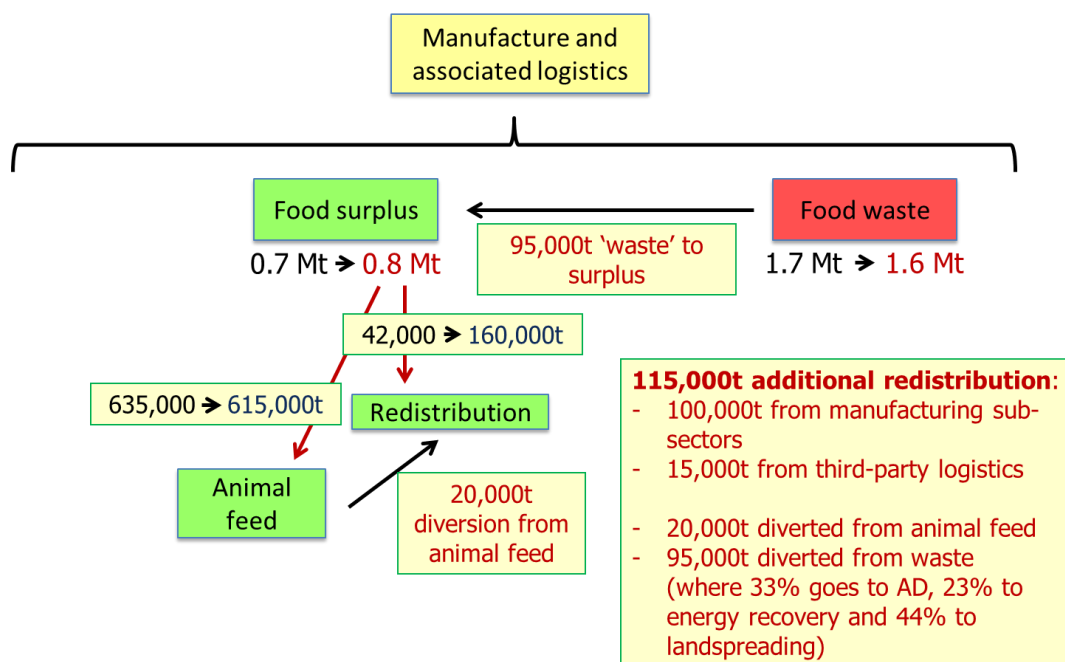 Manufacture and
associated logistics
Food surplus
Food waste
95,000t ‘waste’ to
surplus
0.7 Mt → 0.8 Mt
1.7 Mt → 1.6 Mt
42,000 → 160,000t
635,000 → 615,000t
Redistribution
Animal
feed
20,000t
diversion from
animal feed
115,000t additional redistribution:
- 100,000t from manufacturing sub-
sectors
- 15,000t from third-party logistics
- 20,000t diverted from animal feed
- 95,000t diverted from waste
(where 33% goes to AD, 23% to
energy recovery and 44% to
landspreading)